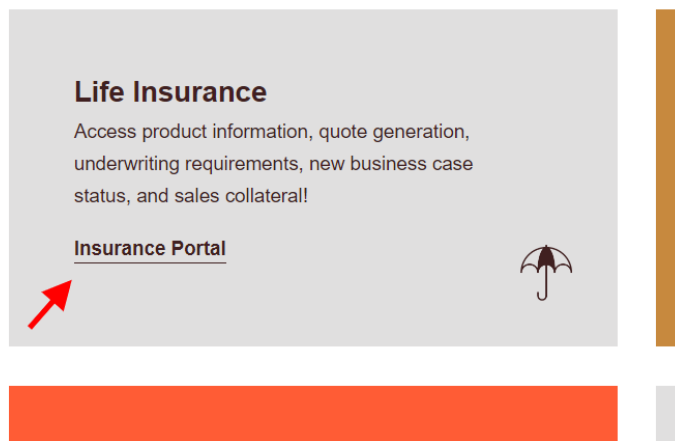 Life Insurance
Access product information, quote generation,
underwriting requirements, new business case
status, and sales collateral!
Insurance Portal